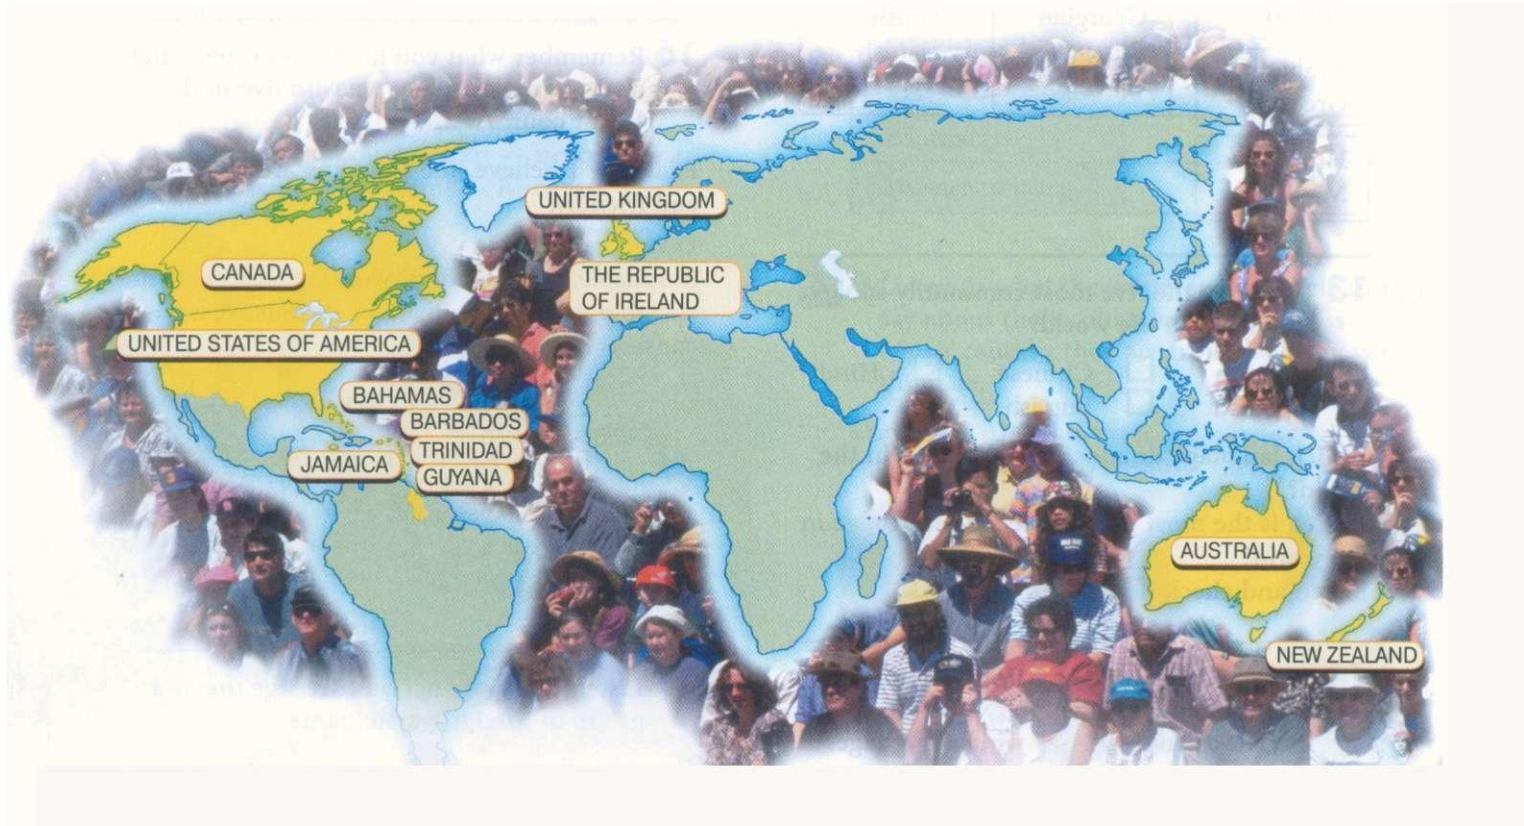 UNITED KINGDOM
CANADA
THE REPUBLIC
OF IRELAND
UNITED STATES OF AMERICA
BAHAMAS
BARBADOS
TRINIDAD
JAMAICA
GUYANA
AUSTRALIA
NEW ZEALAND